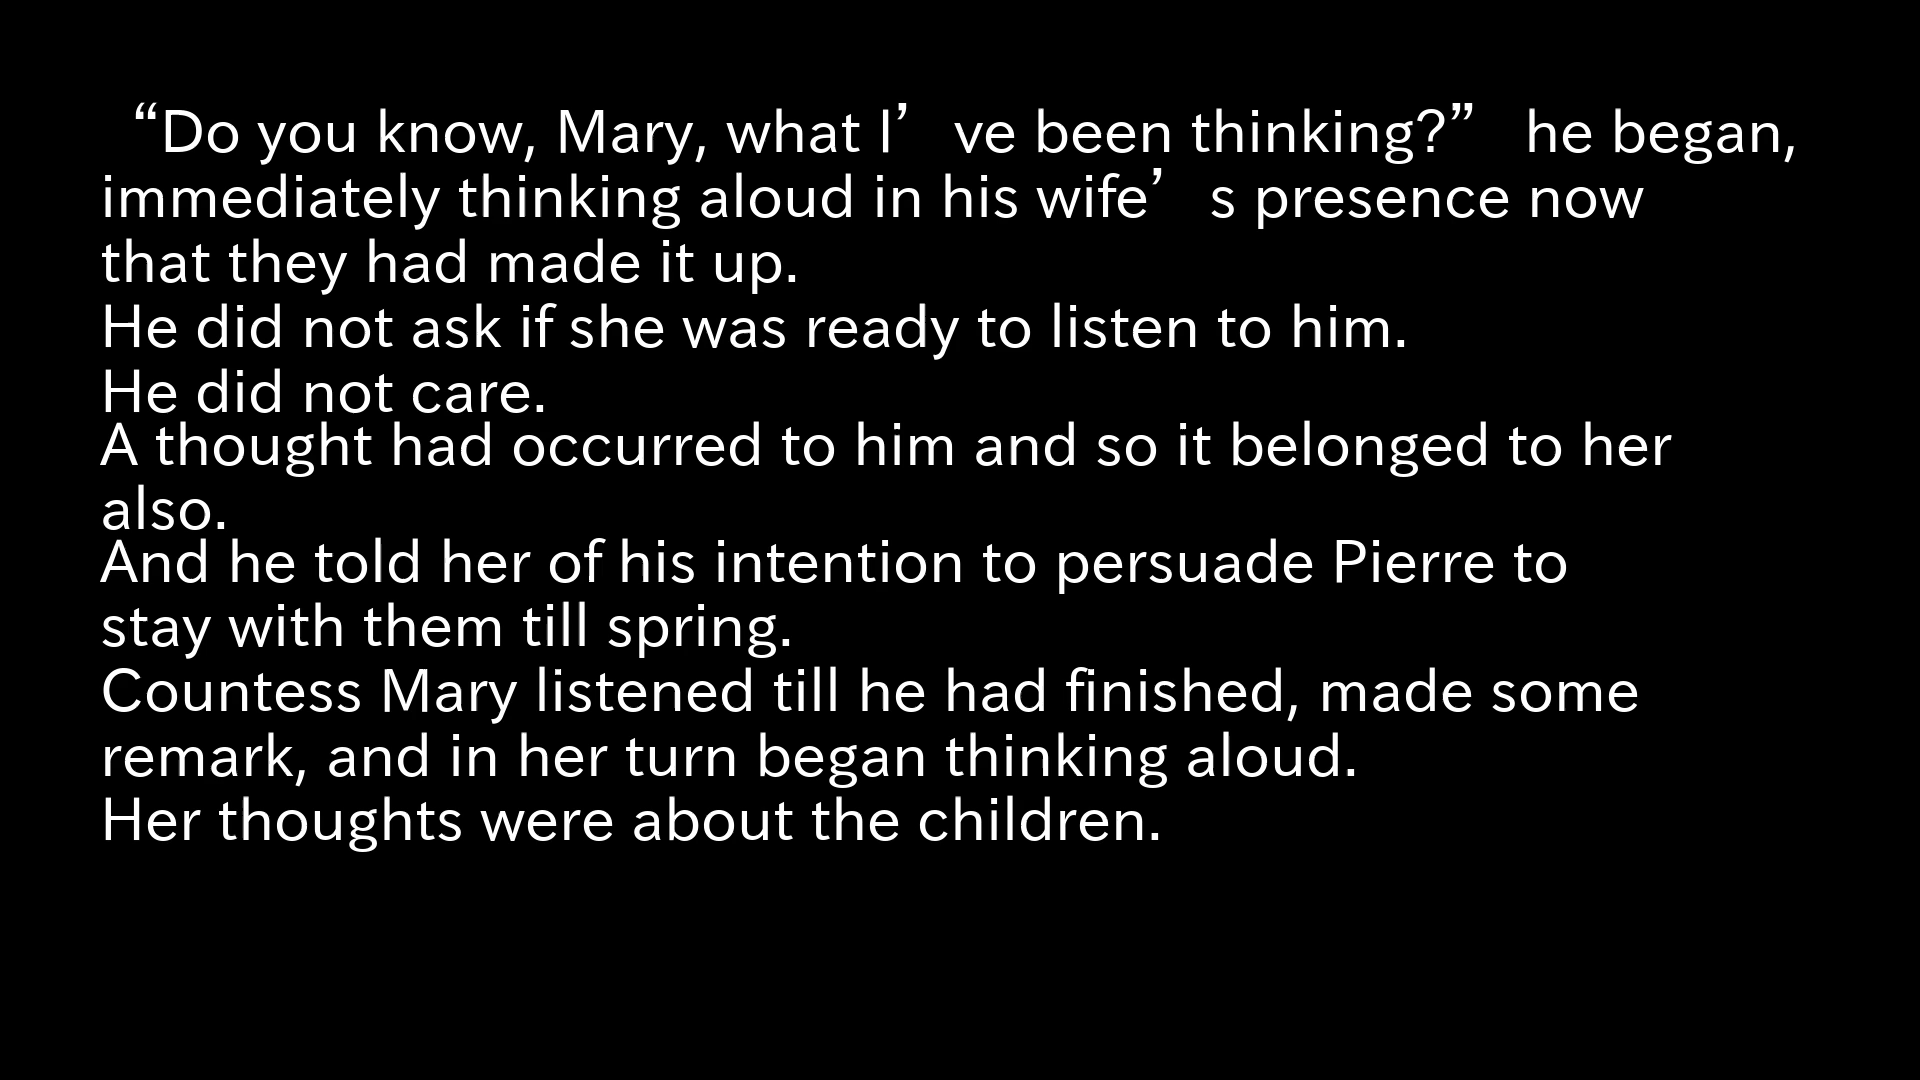 “Do you know, Mary, what I’ve been thinking?” he began,
immediately thinking aloud in his wife’s presence now
that they had made it up.
He did not ask if she was ready to listen to him.
He did not care.
A thought had occurred to him and so it belonged to her
also.
And he told her of his intention to persuade Pierre to
stay with them till spring.
Countess Mary listened till he had finished, made some
remark, and in her turn began thinking aloud.
Her thoughts were about the children.